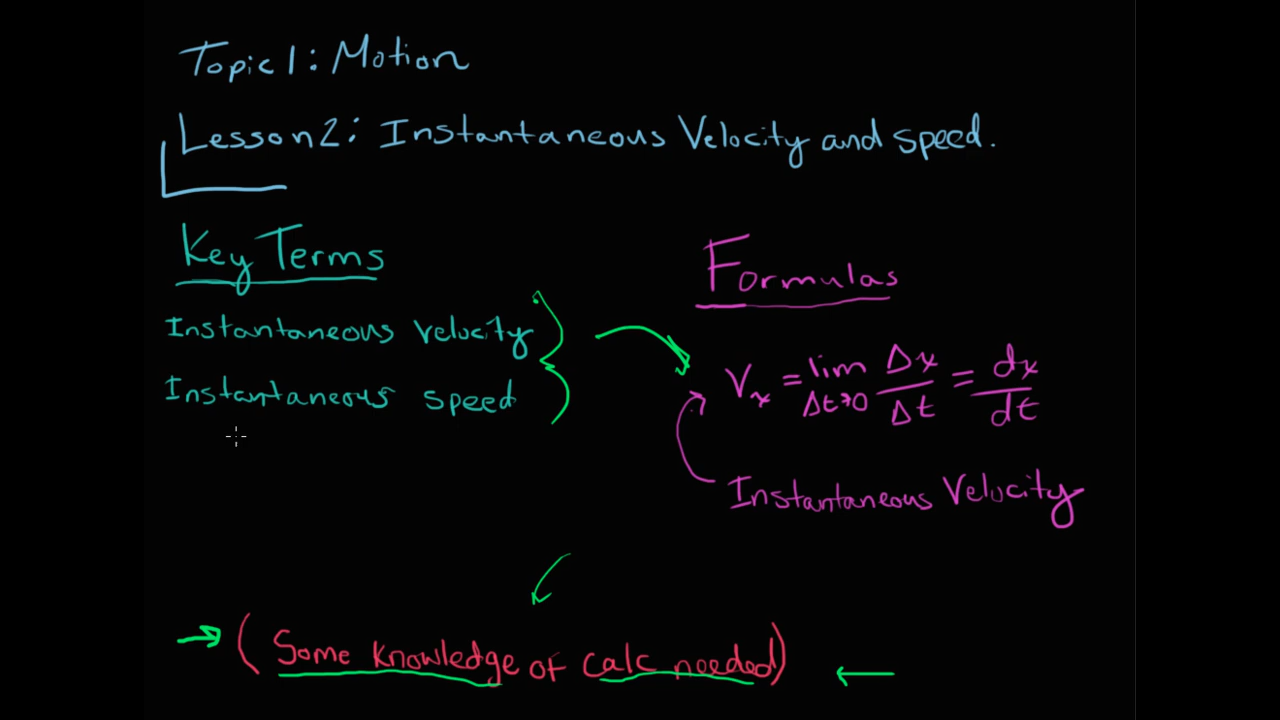 Topic 1: Motion
Lesson 2: Instantaneous Velocity and speed.
Key Terms
Instantaneous velocity
Instantaneous speed
Formulas
Vx = lim Δt→0 Δx/Δt = dx/dt
Instantaneous Velocity
(Some knowledge of calc needed)